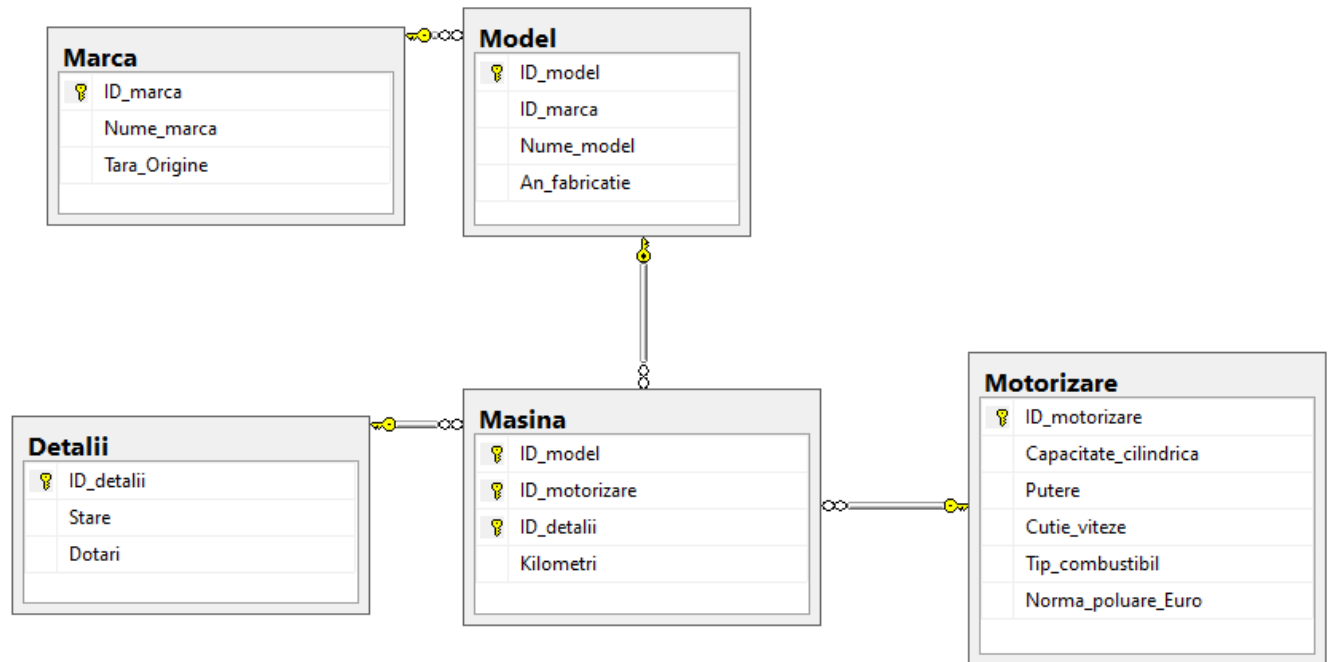 Marca
ID_marca
Nume_marca
Tara_Origine
Model
ID_model
ID_marca
Nume_model
An_fabricatie
Detalii
ID_detalii
Stare
Dotari
Masina
ID_model
ID_motorizare
ID_detalii
Kilometri
Motorizare
ID_motorizare
Capacitate_cilindrica
Putere
Cutie_viteze
Tip_combustibil
Norma_poluare_Euro